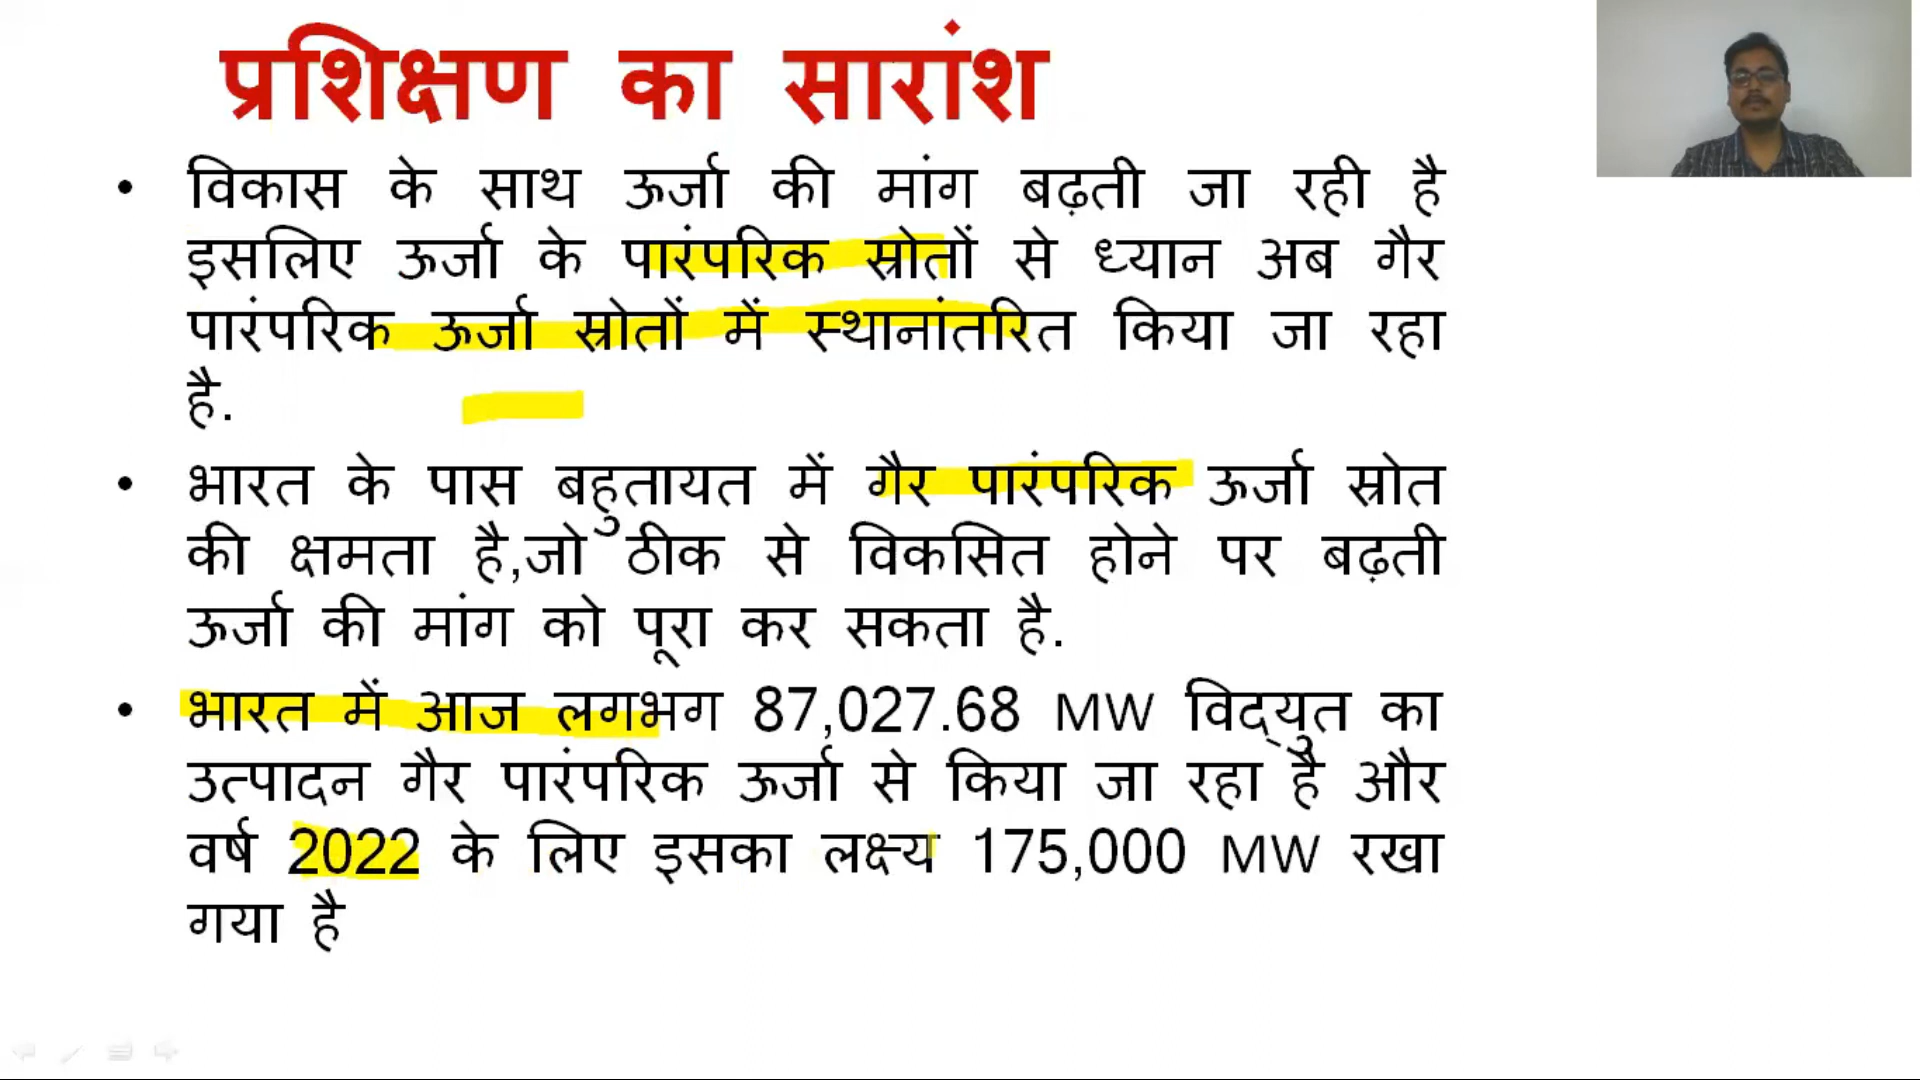 प्रशिक्षण का सारांश
• विकास के साथ ऊर्जा की मांग बढ़ती जा रही है
इसलिए ऊर्जा के पारंपरिक स्रोतों से ध्यान अब गैर
पारंपरिक ऊर्जा स्रोतों में स्थानांतरित किया जा रहा
है.
• भारत के पास बहुतायत में गैर पारंपरिक ऊर्जा स्रोत
की क्षमता है,जो ठीक से विकसित होने पर बढ़ती
ऊर्जा की मांग को पूरा कर सकता है.
• भारत में आज लगभग 87,027.68 MW विद्‌युत का
उत्पादन गैर पारंपरिक ऊर्जा से किया जा रहा है और
वर्ष 2022 के लिए इसका लक्ष्य 175,000 MW रखा
गया है